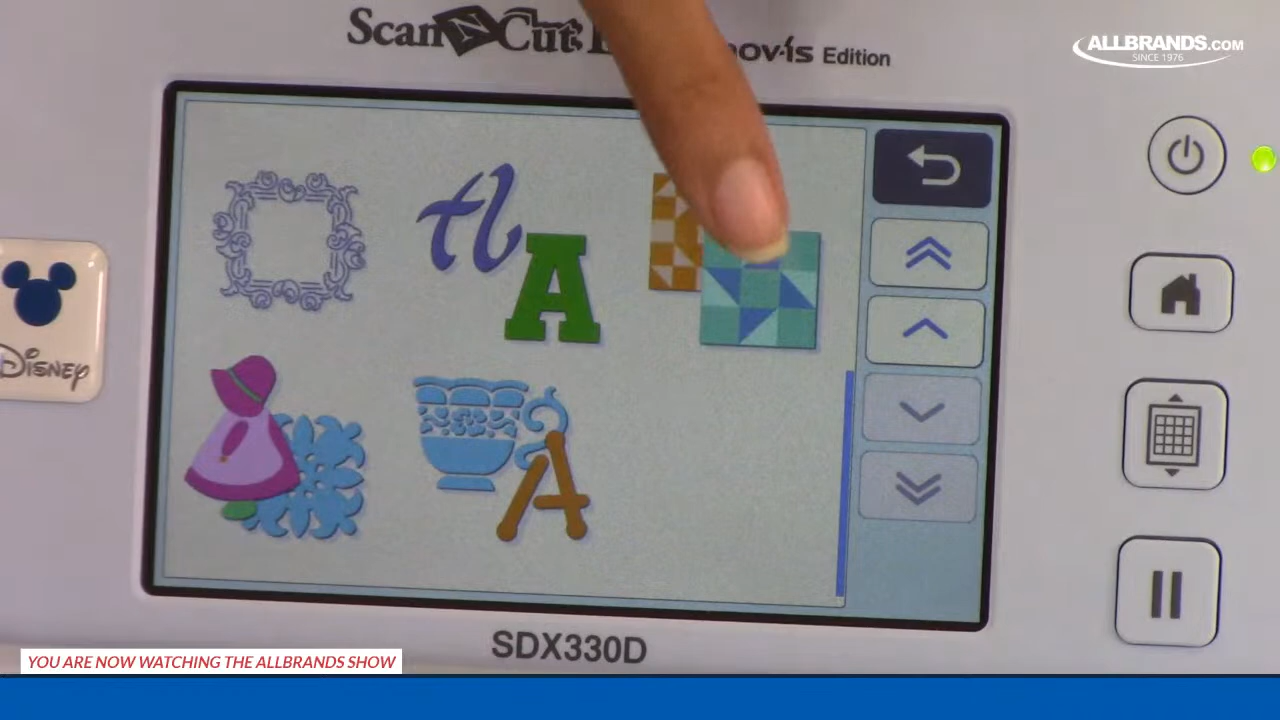 Scan N Cut
Edition
ALLBRANDS.COM
SINCE 1976
A
DISNEY
A
SDX330D
YOU ARE NOW WATCHING THE ALLBRANDS SHOW